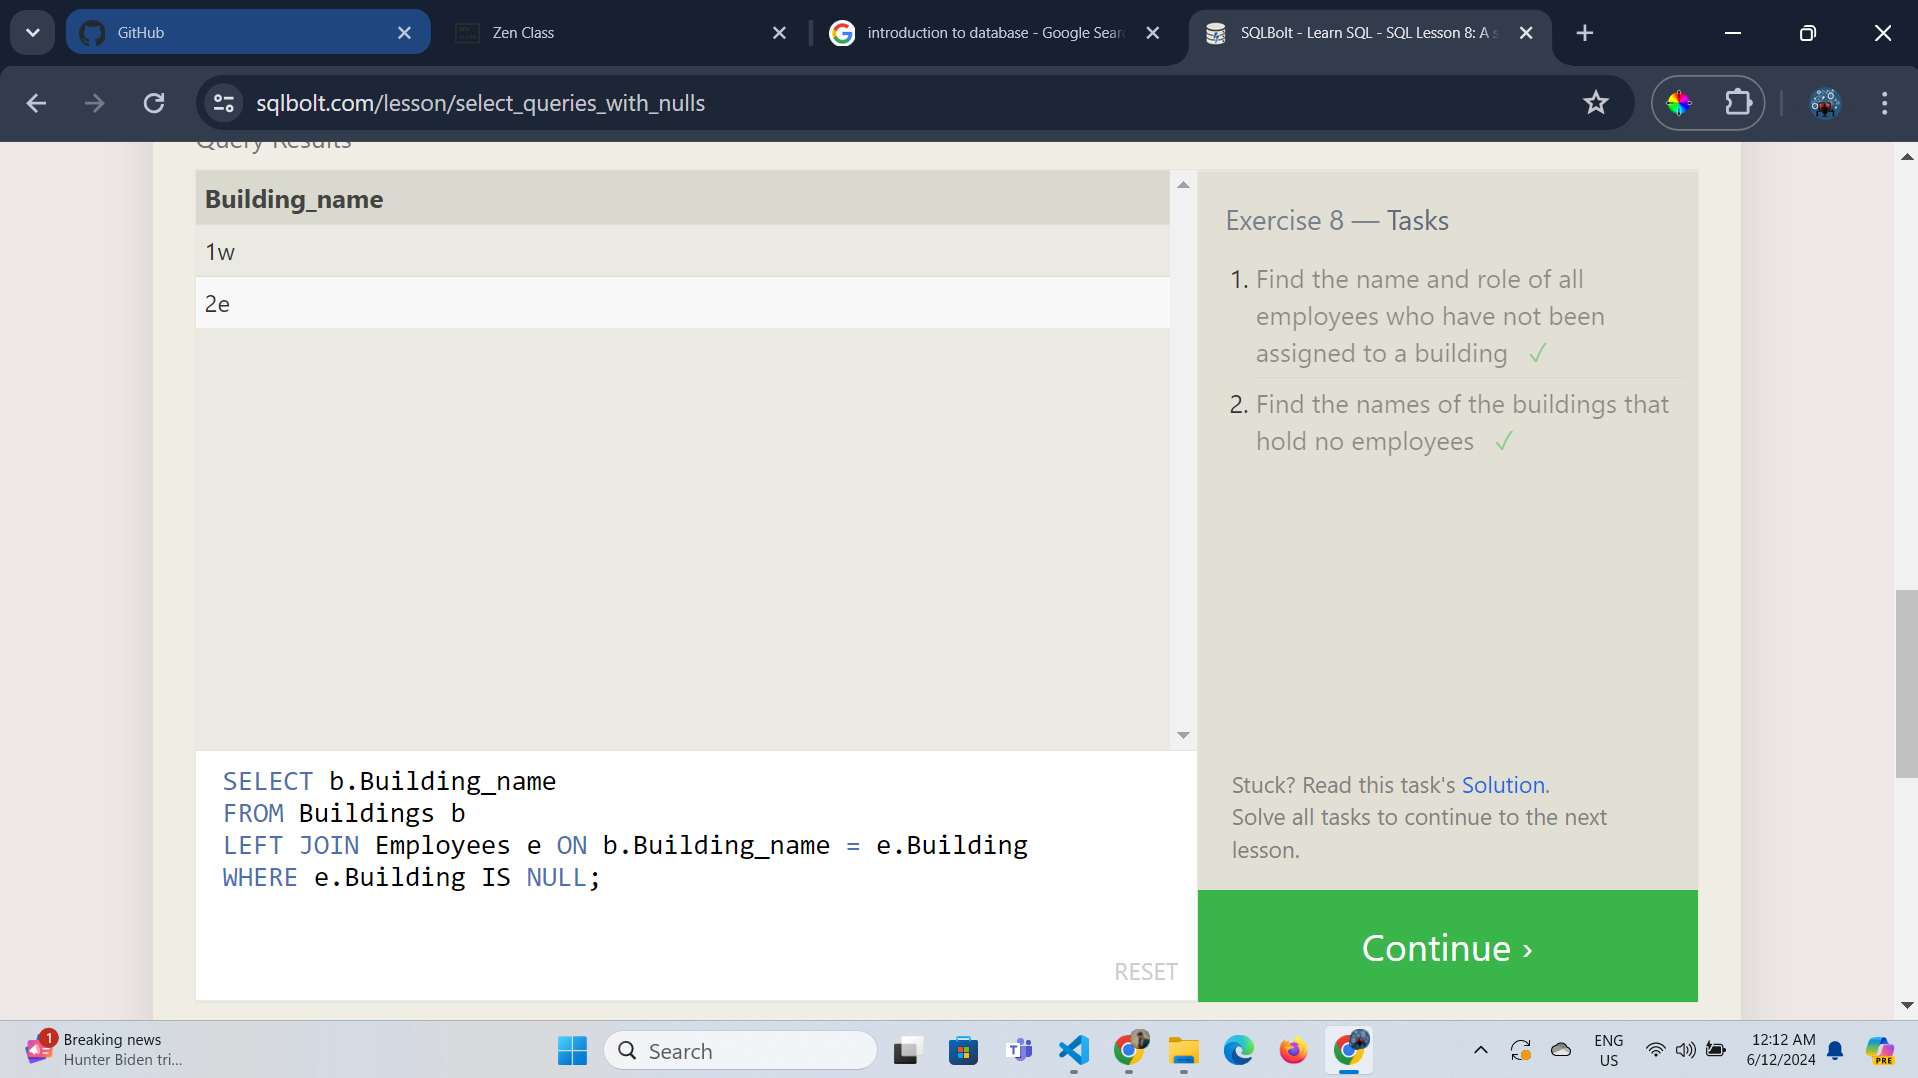 GitHub
Zen Class
introduction to database - Google Sear
SQLBolt - Learn SQL - SQL Lesson 8: A s
sqlbolt.com/lesson/select_queries_with_nulls
Query Results
Building_name
1w
2e
Exercise 8 — Tasks
1. Find the name and role of all
employees who have not been
assigned to a building ✓
2. Find the names of the buildings that
hold no employees ✓
SELECT b.Building_name
FROM Buildings b
LEFT JOIN Employees e ON b.Building_name = e.Building
WHERE e.Building IS NULL;
RESET
Stuck? Read this task's Solution.
Solve all tasks to continue to the next
lesson.
Continue ›
1
Breaking news
Hunter Biden tri...
Search
ENG
US
12:12 AM
6/12/2024
PRE